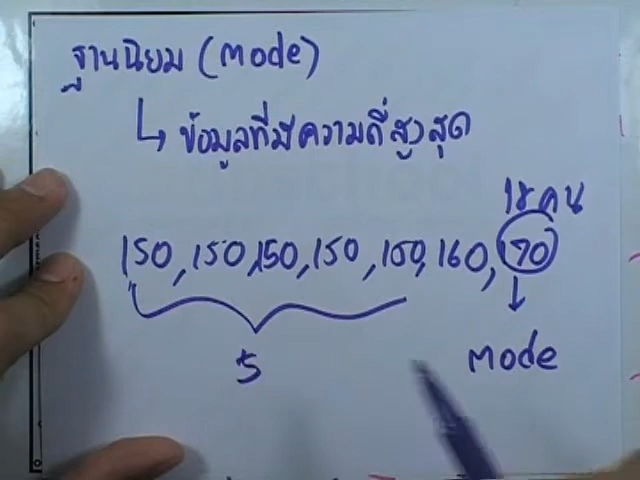 ฐานนิยม (mode)
↳ ข้อมูลที่มีความถี่สูงสุด
18 คน
150, 150, 150, 150, 160, 160, 170
5
mode